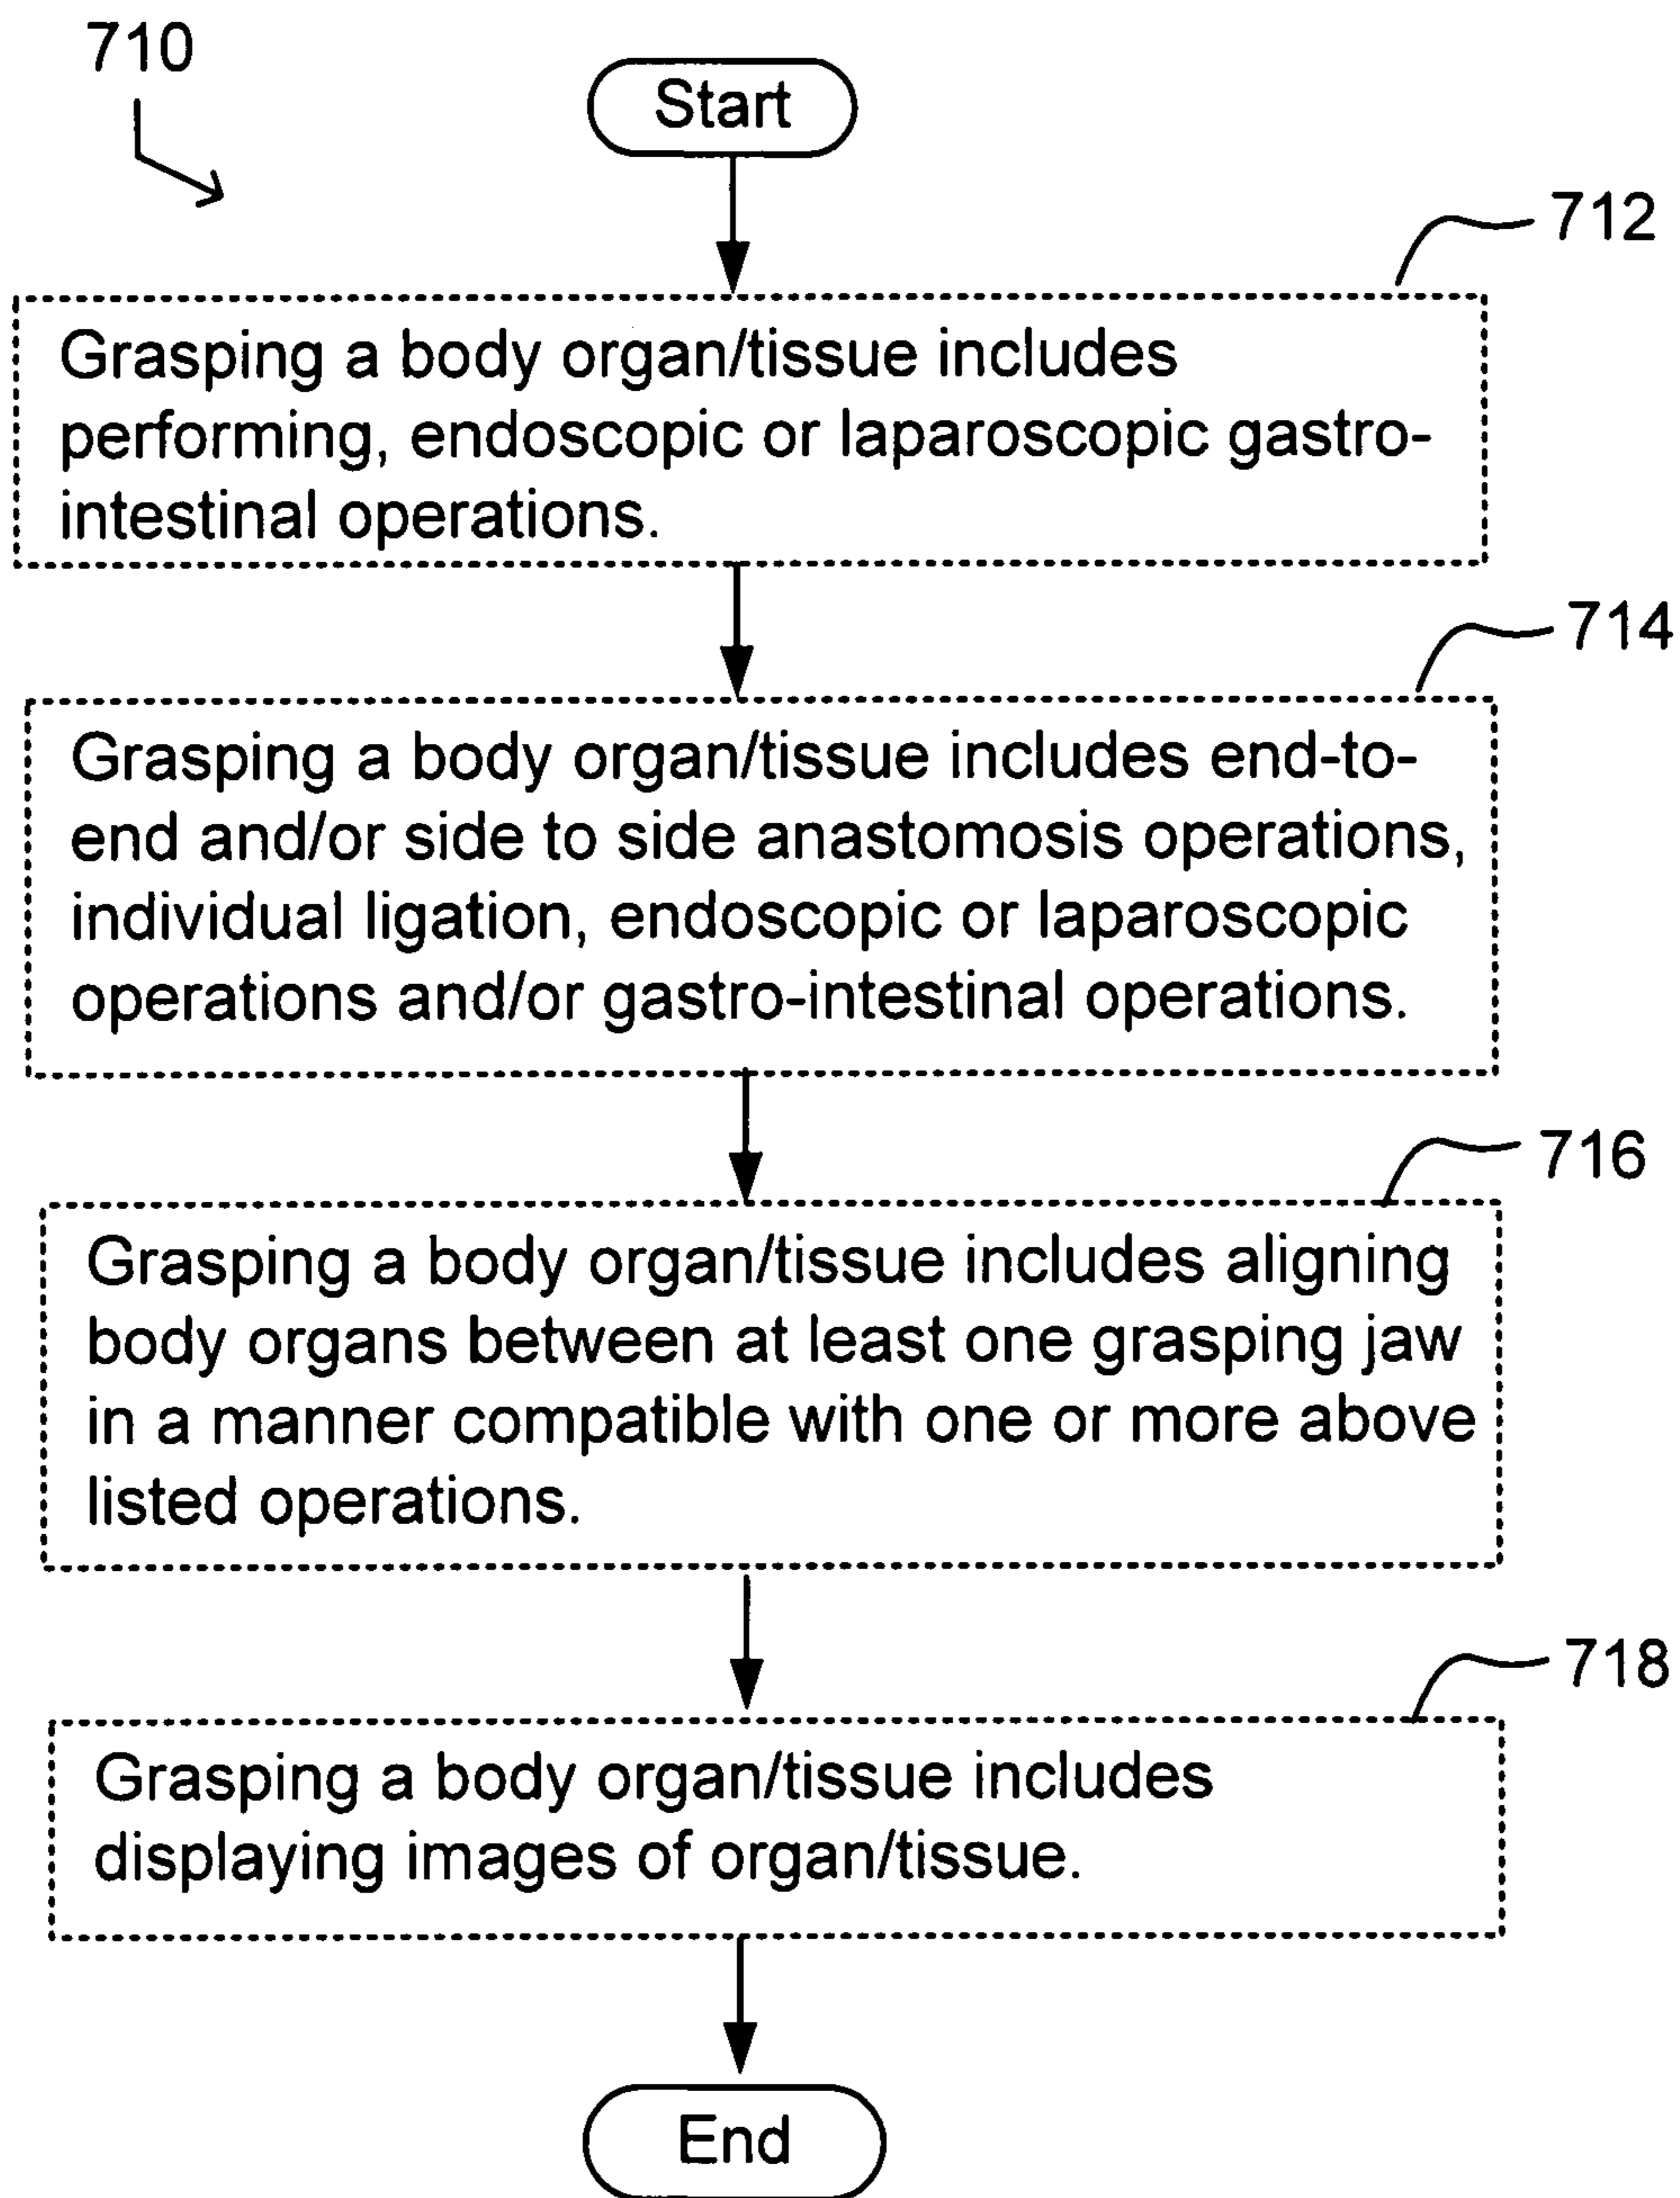 710
Start
712
Grasping a body organ/tissue includes
performing, endoscopic or laparoscopic gastro-
intestinal operations.
714
Grasping a body organ/tissue includes end-to-
end and/or side to side anastomosis operations,
individual ligation, endoscopic or laparoscopic
operations and/or gastro-intestinal operations.
716
Grasping a body organ/tissue includes aligning
body organs between at least one grasping jaw
in a manner compatible with one or more above
listed operations.
718
Grasping a body organ/tissue includes
displaying images of organ/tissue.
End